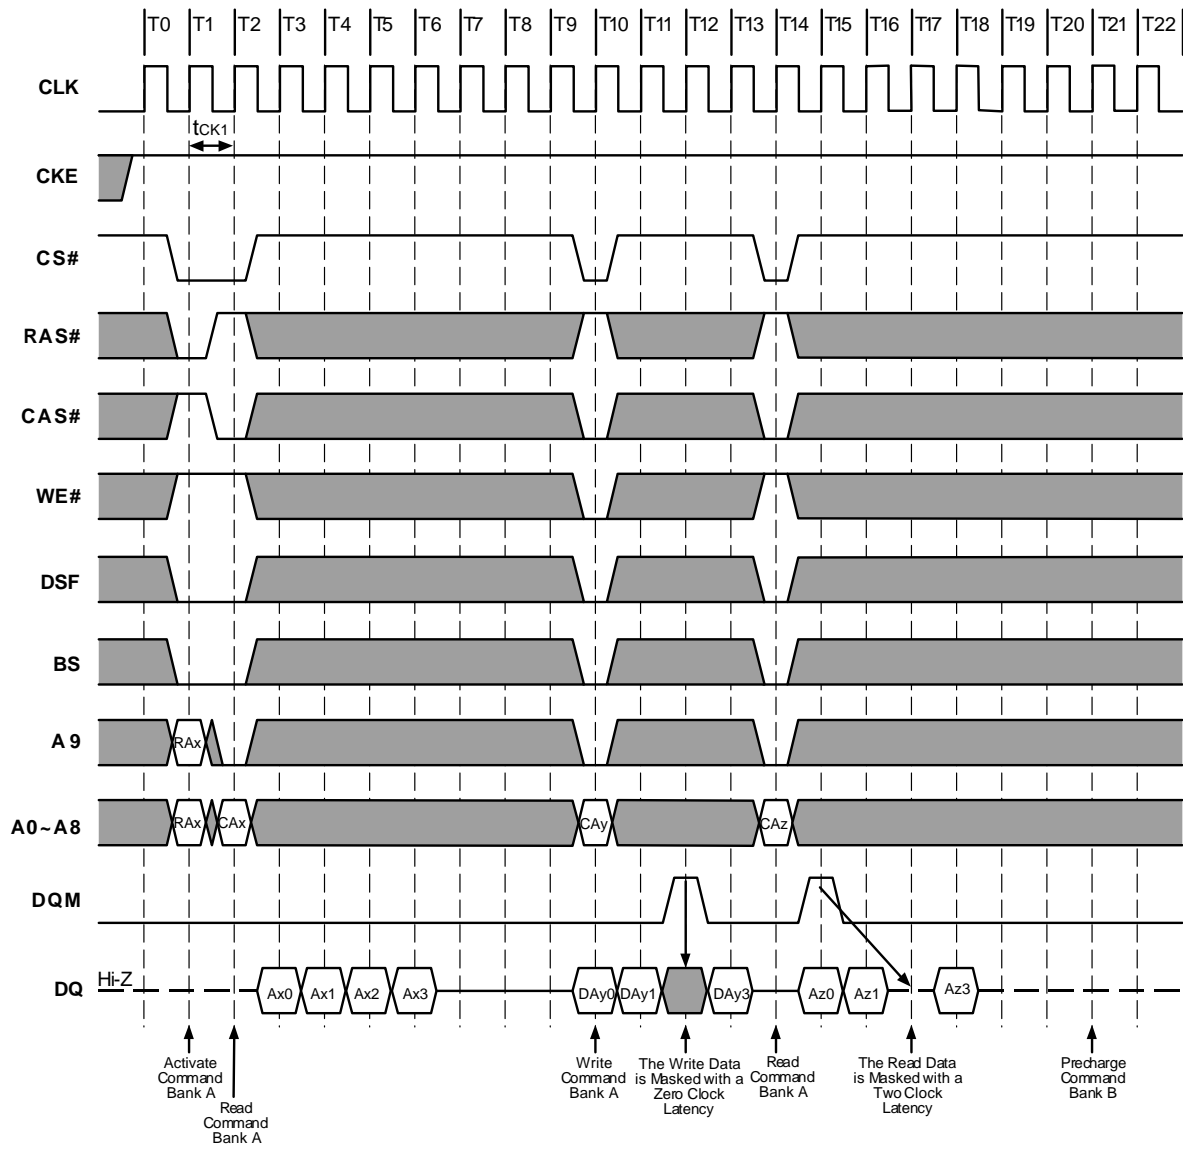 T0 T1 T2 T3 T4 T5 T6 T7 T8 T9 T10 T11 T12 T13 T14 T15 T16 T17 T18 T19 T20 T21 T22
CLK
tCK1
CKE
CS#
RAS#
CAS#
WE#
DSF
BS
A9 RAx
A0~A8 RAx CAx CAy CAz
DQM
DQ Hi-Z Ax0 Ax1 Ax2 Ax3 DAy0 DAy1 DAy3 Az0 Az1 Az3
Activate
Command
Bank A
Read
Command
Bank A
Write
Command
Bank A
The Write Data
is Masked with a
Zero Clock
Latency
Read
Command
Bank A
The Read Data
is Masked with a
Two Clock
Latency
Precharge
Command
Bank B